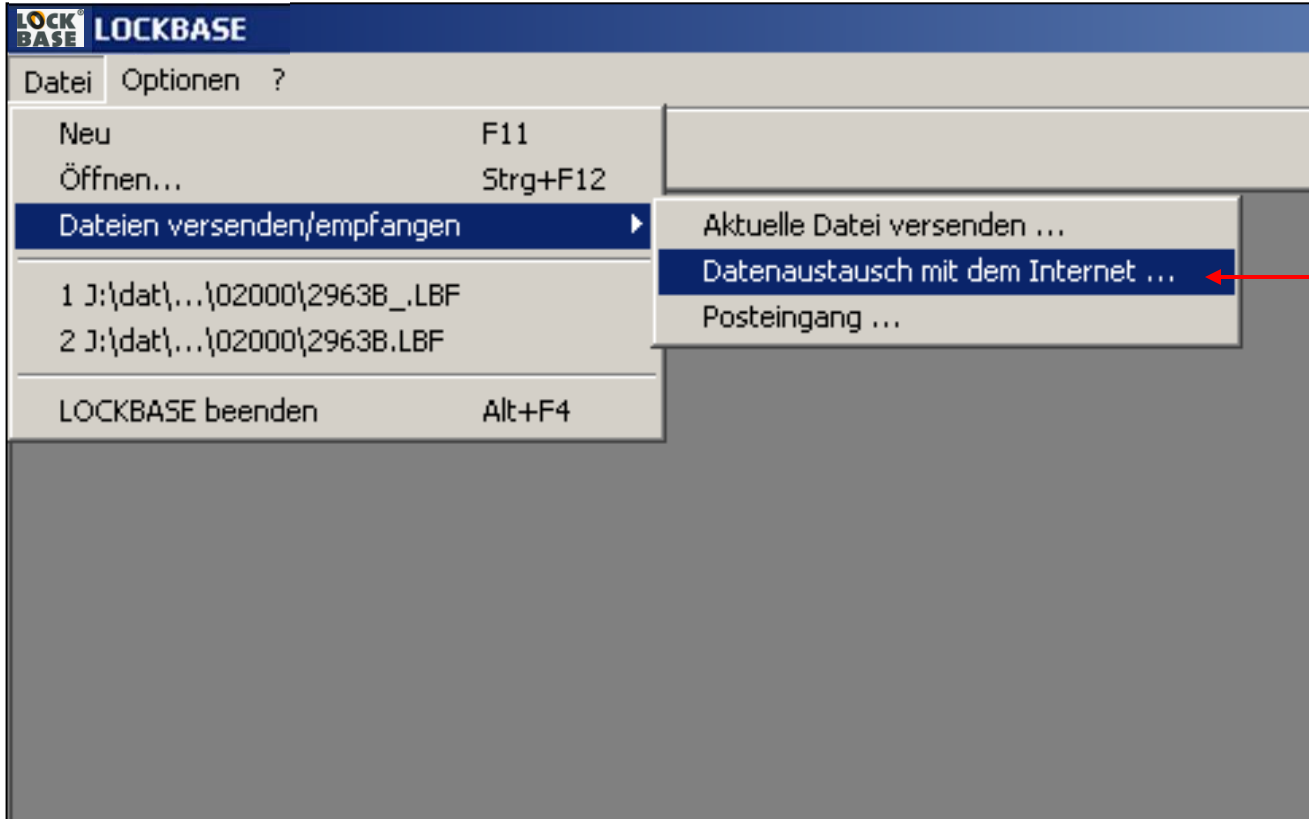 LOCK® BASE LOCKBASE
Datei Optionen ?
Neu F11
Öffnen... Strg+F12
Dateien versenden/empfangen
Aktuelle Datei versenden ...
Datenaustausch mit dem Internet ...
Posteingang ...
1 J:\dat\...\02000\2963B_.LBF
2 J:\dat\...\02000\2963B.LBF
LOCKBASE beenden Alt+F4